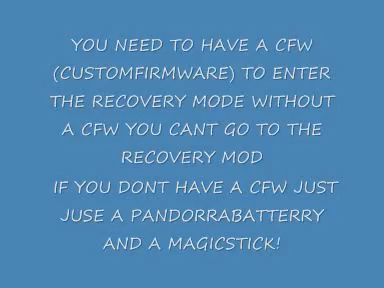 YOU NEED TO HAVE A CFW
(CUSTOMFIRMWARE) TO ENTER
THE RECOVERY MODE WITHOUT
A CFW YOU CANT GO TO THE
RECOVERY MOD
IF YOU DONT HAVE A CFW JUST
JUSE A PANDORRABATTERRY
AND A MAGICSTICK!